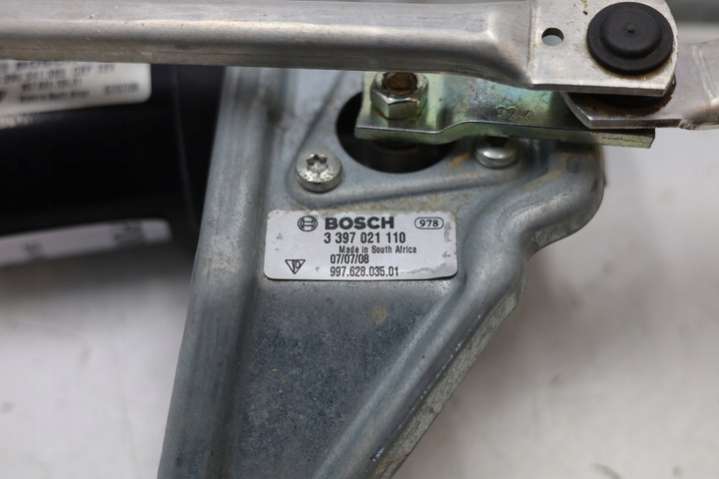 BOSCH 978
3 397 021 110
Made in South Africa
07/07/08
997.628.035.01